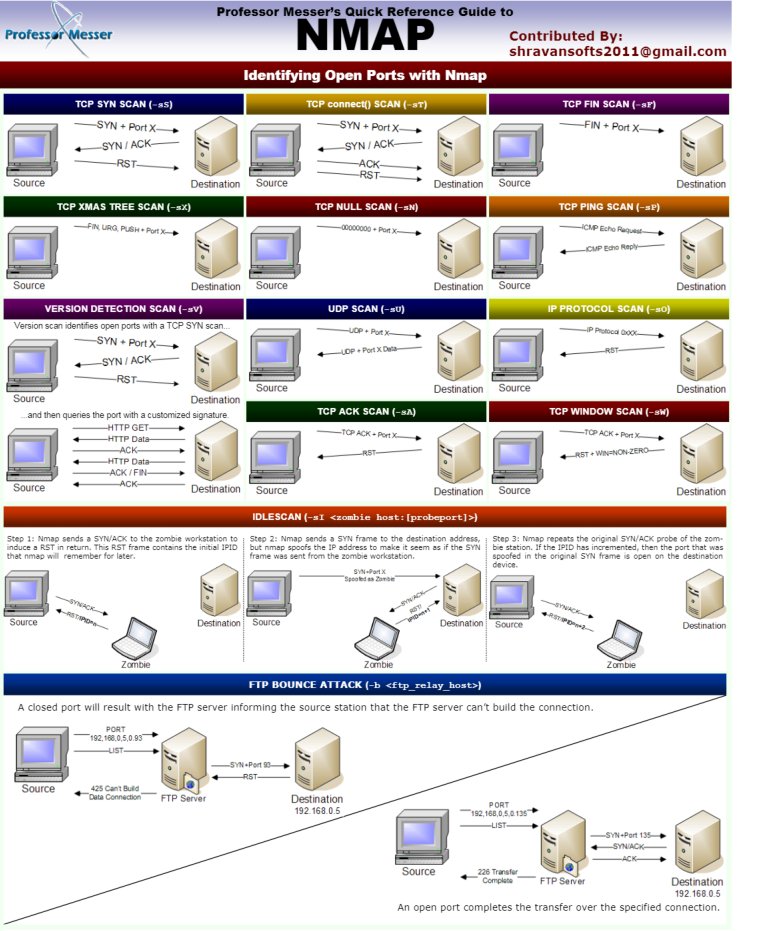 Professor Messer
Professor Messer's Quick Reference Guide to
NMAP
Contributed By:
shravansofts2011@gmail.com
Identifying Open Ports with Nmap
TCP SYN SCAN (-sS)
SYN + Port X
SYN / ACK
RST
Source
Destination
TCP connect() SCAN (-sT)
SYN + Port X
SYN / ACK
ACK
RST
Source
Destination
TCP FIN SCAN (-sF)
FIN + Port X
Source
Destination
TCP XMAS TREE SCAN (-sX)
FIN, URG, PUSH + Port X
Source
Destination
TCP NULL SCAN (-sN)
00000000 + Port X
Source
Destination
TCP PING SCAN (-sP)
ICMP Echo Request
ICMP Echo Reply
Source
Destination
VERSION DETECTION SCAN (-sV)
Version scan identifies open ports with a TCP SYN scan...
SYN + Port X
SYN / ACK
RST
Source
Destination
...and then queries the port with a customized signature.
HTTP GET
HTTP Data
ACK
HTTP Data
ACK / FIN
ACK
Source
Destination
UDP SCAN (-sU)
UDP + Port X
UDP + Port X Data
Source
Destination
IP PROTOCOL SCAN (-sO)
IP Protocol 0XXX
RST
Source
Destination
TCP ACK SCAN (-sA)
TCP ACK + Port X
RST
Source
Destination
TCP WINDOW SCAN (-sW)
TCP ACK + Port X
RST + WIN=NON-ZERO
Source
Destination
IDLESCAN (-sI <zombie host:[probeport]>)
Step 1: Nmap sends a SYN/ACK to the zombie workstation to
induce a RST in return. This RST frame contains the initial IPID
that nmap will remember for later.
SYN/ACK
RST/IPID=n
Source
Destination
Zombie
Step 2: Nmap sends a SYN frame to the destination address,
but nmap spoofs the IP address to make it seem as if the SYN
frame was sent from the zombie workstation.
SYN+Port X
Spoofed as Zombie
SYN/ACK
RST/
IPID=n+1
Source
Destination
Zombie
Step 3: Nmap repeats the original SYN/ACK probe of the zom-
bie station. If the IPID has incremented, then the port that was
spoofed in the original SYN frame is open on the destination
device.
SYN/ACK
RST/IPID=n+2
Source
Destination
Zombie
FTP BOUNCE ATTACK (-b <ftp_relay_host>)
A closed port will result with the FTP server informing the source station that the FTP server can't build the connection.
PORT
192,168,0,5,0,93
LIST
425 Can't Build
Data Connection
SYN+Port 93
RST
Source
FTP Server
Destination
192.168.0.5
PORT
192,168,0,5,0,135
LIST
226 Transfer
Complete
SYN+Port 135
SYN/ACK
ACK
Source
FTP Server
Destination
192.168.0.5
An open port completes the transfer over the specified connection.